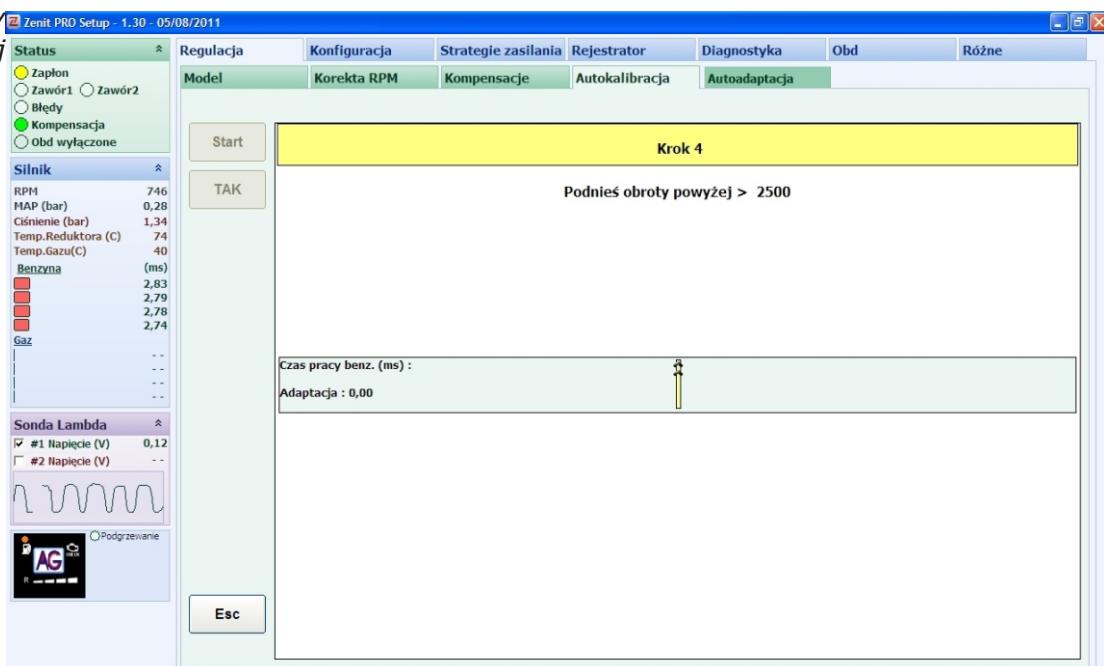 Zenit PRO Setup - 1.30 - 05/08/2011
Status
Zapłon
Zawór1 Zawór2
Błędy
Kompensacja
Obd wyłączone
Silnik
RPM 746
MAP (bar) 0,28
Ciśnienie (bar) 1,34
Temp.Reduktora (C) 74
Temp.Gazu(C) 40
Benzyna (ms)
2,83
2,79
2,78
2,74
Gaz
- -
- -
- -
- -
Sonda Lambda
#1 Napięcie (V) 0,12
#2 Napięcie (V) - -
Podgrzewanie
AG
R
Regulacja Konfiguracja Strategie zasilania Rejestrator Diagnostyka Obd Różne
Model Korekta RPM Kompensacje Autokalibracja Autoadaptacja
Start
TAK
Esc
Krok 4
Podnieś obroty powyżej > 2500
Czas pracy benz. (ms) :
Adaptacja : 0,00